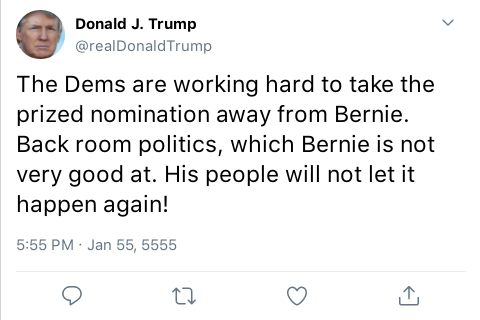 Donald J. Trump
@realDonaldTrump
The Dems are working hard to take the
prized nomination away from Bernie.
Back room politics, which Bernie is not
very good at. His people will not let it
happen again!
5:55 PM · Jan 55, 5555